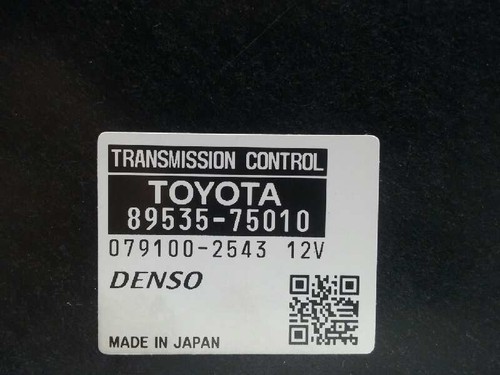 TRANSMISSION CONTROL
TOYOTA
89535-75010
079100-2543 12V
DENSO
MADE IN JAPAN